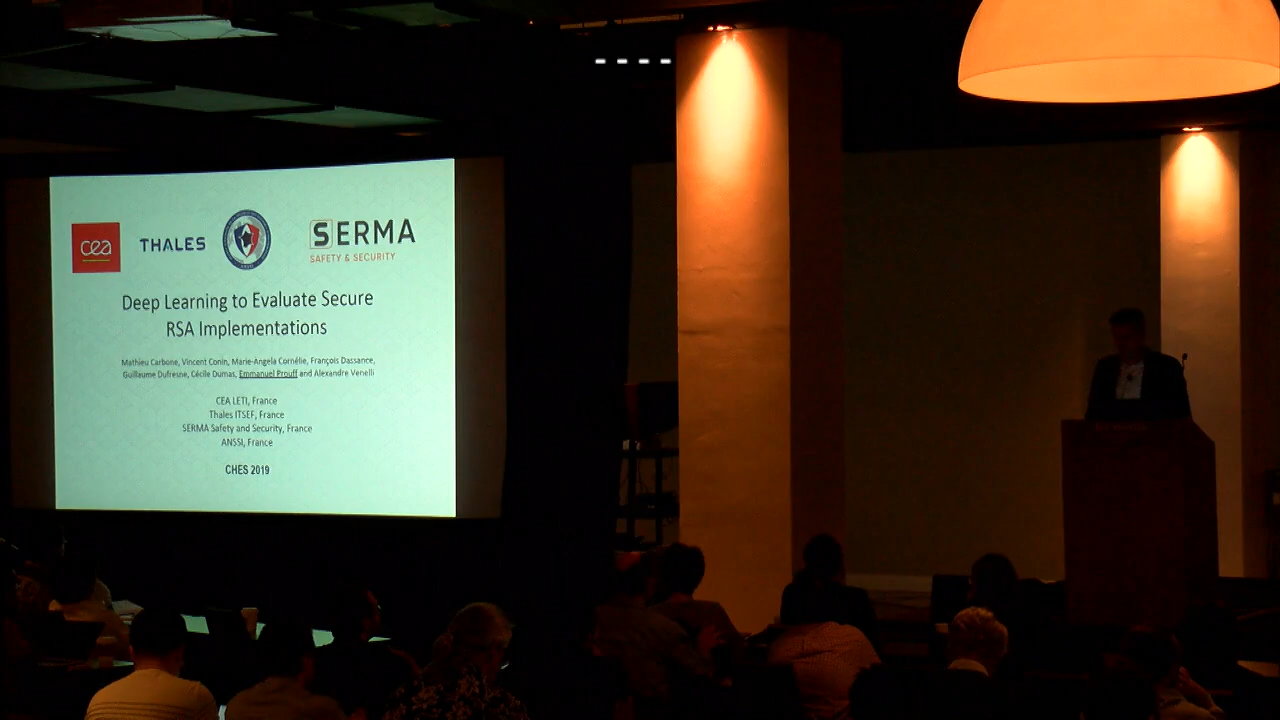 cea
THALES
SERMA
SAFETY & SECURITY
Deep Learning to Evaluate Secure
RSA Implementations
Mathieu Carbone, Vincent Conin, Marie-Angela Cornélie, François Dassance,
Guillaume Dufresne, Cécile Dumas, Emmanuel Prouff and Alexandre Venelli
CEA LETI, France
Thales ITSEF, France
SERMA Safety and Security, France
ANSSI, France
CHES 2019